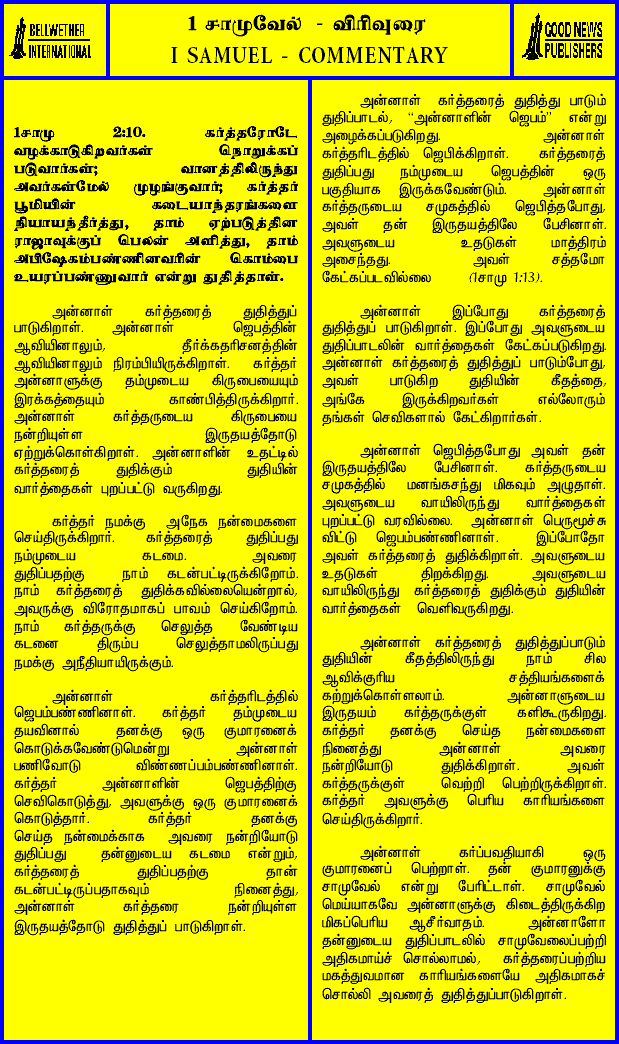 BELLWETHER
INTERNATIONAL
1 சாமுவேல் - விரிவுரை
I SAMUEL - COMMENTARY
GOOD NEWS
PUBLISHERS
1சாமு 2:10. கர்த்தரோடே
வழக்காடுகிறவர்கள் நொறுக்கப்
படுவார்கள்; வானத்திலிருந்து
அவர்கள்மேல் முழங்குவார்; கர்த்தர்
பூமியின் கடையாந்தரங்களை
நியாயந்தீர்த்து, தாம் ஏற்படுத்தின
ராஜாவுக்குப் பெலன் அளித்து, தாம்
அபிஷேகம்பண்ணினவரின் கொம்பை
உயரப்பண்ணுவார் என்று துதித்தாள்.
அன்னாள் கர்த்தரைத் துதித்துப்
பாடுகிறாள். அன்னாள் ஜெபத்தின்
ஆவியினாலும், தீர்க்கதரிசனத்தின்
ஆவியினாலும் நிரம்பியிருக்கிறாள். கர்த்தர்
அன்னாளுக்கு தம்முடைய கிருபையையும்
இரக்கத்தையும் காண்பித்திருக்கிறார்.
அன்னாள் கர்த்தருடைய கிருபையை
நன்றியுள்ள இருதயத்தோடு
ஏற்றுக்கொள்கிறாள். அன்னாளின் உதட்டில்
கர்த்தரைத் துதிக்கும் துதியின்
வார்த்தைகள் புறப்பட்டு வருகிறது.
கர்த்தர் நமக்கு அநேக நன்மைகளை
செய்திருக்கிறார். கர்த்தரைத் துதிப்பது
நம்முடைய கடமை. அவரை
துதிப்பதற்கு நாம் கடன்பட்டிருக்கிறோம்.
நாம் கர்த்தரைத் துதிக்கவில்லையென்றால்,
அவருக்கு விரோதமாகப் பாவம் செய்கிறோம்.
நாம் கர்த்தருக்கு செலுத்த வேண்டிய
கடனை திரும்ப செலுத்தாமலிருப்பது
நமக்கு அநீதியாயிருக்கும்.
அன்னாள் கர்த்தரிடத்தில்
ஜெபம்பண்ணினாள். கர்த்தர் தம்முடைய
தயவினால் தனக்கு ஒரு குமாரனைக்
கொடுக்கவேண்டுமென்று அன்னாள்
பணிவோடு விண்ணப்பம்பண்ணினாள்.
கர்த்தர் அன்னாளின் ஜெபத்திற்கு
செவிகொடுத்து, அவளுக்கு ஒரு குமாரனைக்
கொடுத்தார். கர்த்தர் தனக்கு
செய்த நன்மைக்காக அவரை நன்றியோடு
துதிப்பது தன்னுடைய கடமை என்றும்,
கர்த்தரைத் துதிப்பதற்கு தான்
கடன்பட்டிருப்பதாகவும் நினைத்து,
அன்னாள் கர்த்தரை நன்றியுள்ள
இருதயத்தோடு துதித்துப் பாடுகிறாள்.
அன்னாள் கர்த்தரைத் துதித்து பாடும்
துதிப்பாடல், “அன்னாளின் ஜெபம்” என்று
அழைக்கப்படுகிறது. அன்னாள்
கர்த்தரிடத்தில் ஜெபிக்கிறாள். கர்த்தரைத்
துதிப்பது நம்முடைய ஜெபத்தின் ஒரு
பகுதியாக இருக்கவேண்டும். அன்னாள்
கர்த்தருடைய சமுகத்தில் ஜெபித்தபோது,
அவள் தன் இருதயத்திலே பேசினாள்.
அவளுடைய உதடுகள் மாத்திரம்
அசைந்தது. அவள் சத்தமோ
கேட்கப்படவில்லை (1சாமு 1:13).
அன்னாள் இப்போது கர்த்தரைத்
துதித்துப் பாடுகிறாள். இப்போது அவளுடைய
துதிப்பாடலின் வார்த்தைகள் கேட்கப்படுகிறது.
அன்னாள் கர்த்தரைத் துதித்துப் பாடும்போது,
அவள் பாடுகிற துதியின் கீதத்தை,
அங்கே இருக்கிறவர்கள் எல்லோரும்
தங்கள் செவிகளால் கேட்கிறார்கள்.
அன்னாள் ஜெபித்தபோது அவள் தன்
இருதயத்திலே பேசினாள். கர்த்தருடைய
சமுகத்தில் மனங்கசந்து மிகவும் அழுதாள்.
அவளுடைய வாயிலிருந்து வார்த்தைகள்
புறப்பட்டு வரவில்லை. அன்னாள் பெருமூச்சு
விட்டு ஜெபம்பண்ணினாள். இப்போதோ
அவள் கர்த்தரைத் துதிக்கிறாள். அவளுடைய
உதடுகள் திறக்கிறது. அவளுடைய
வாயிலிருந்து கர்த்தரைத் துதிக்கும் துதியின்
வார்த்தைகள் வெளிவருகிறது.
அன்னாள் கர்த்தரைத் துதித்துப்பாடும்
துதியின் கீதத்திலிருந்து நாம் சில
ஆவிக்குரிய சத்தியங்களைக்
கற்றுக்கொள்ளலாம். அன்னாளுடைய
இருதயம் கர்த்தருக்குள் களிகூருகிறது.
கர்த்தர் தனக்கு செய்த நன்மைகளை
நினைத்து அன்னாள் அவரை
நன்றியோடு துதிக்கிறாள். அவள்
கர்த்தருக்குள் வெற்றி பெற்றிருக்கிறாள்.
கர்த்தர் அவளுக்கு பெரிய காரியங்களை
செய்திருக்கிறார்.
அன்னாள் கர்ப்பவதியாகி ஒரு
குமாரனைப் பெற்றாள். தன் குமாரனுக்கு
சாமுவேல் என்று பேரிட்டாள். சாமுவேல்
மெய்யாகவே அன்னாளுக்கு கிடைத்திருக்கிற
மிகப்பெரிய ஆசீர்வாதம். அன்னாளோ
தன்னுடைய துதிப்பாடலில் சாமுவேலைப்பற்றி
அதிகமாய்ச் சொல்லாமல், கர்த்தரைப்பற்றிய
மகத்துவமான காரியங்களையே அதிகமாகச்
சொல்லி அவரைத் துதித்துப்பாடுகிறாள்.